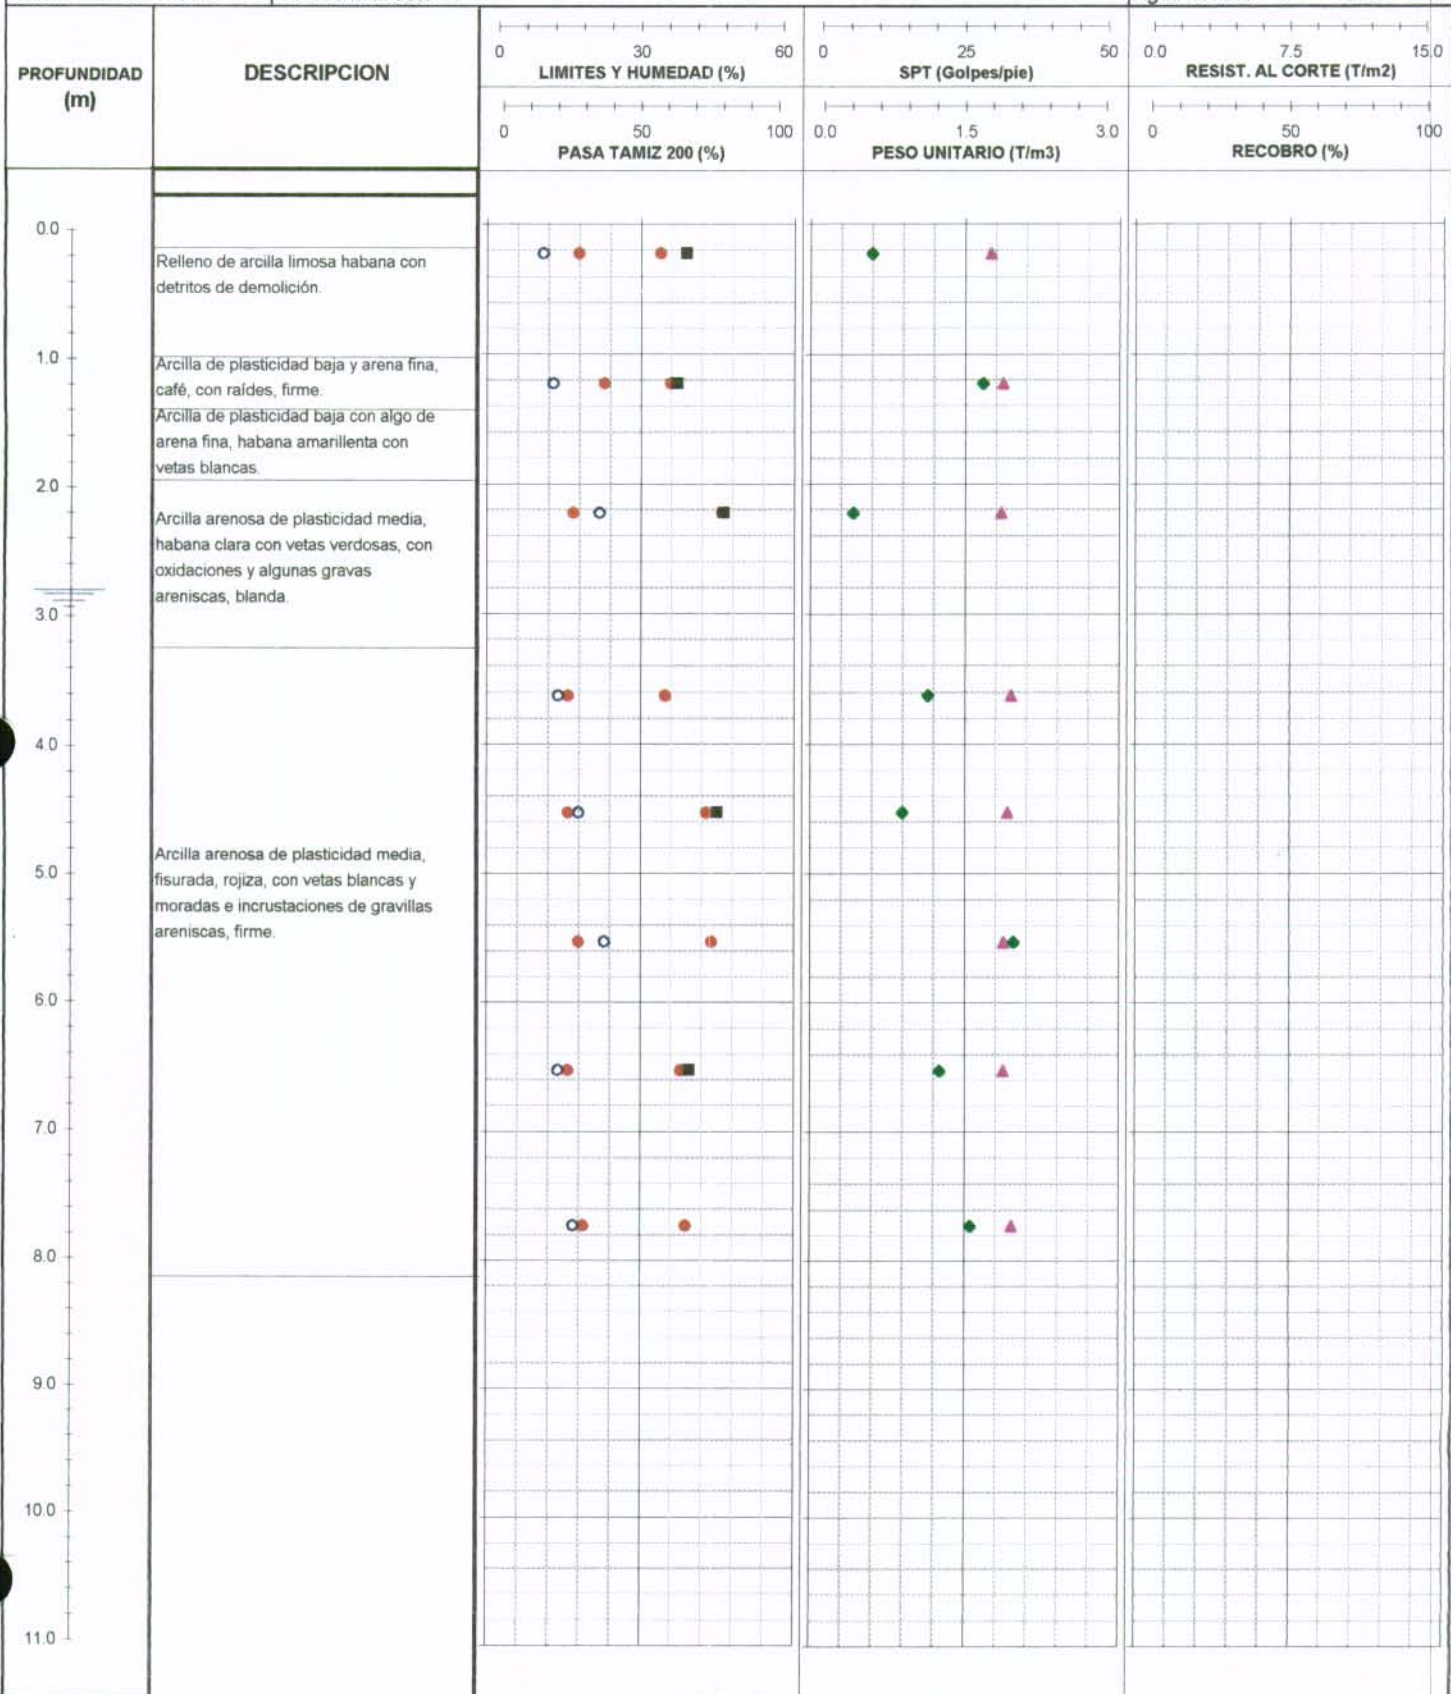 PROFUNDIDAD
(m)
DESCRIPCION
0 30 60
LIMITES Y HUMEDAD (%)
0 50 100
PASA TAMIZ 200 (%)
0 25 50
SPT (Golpes/pie)
0.0 1.5 3.0
PESO UNITARIO (T/m3)
0.0 7.5 15.0
RESIST. AL CORTE (T/m2)
0 50 100
RECOBRO (%)
0.0
Relleno de arcilla limosa habana con
detritos de demolición.
1.0
Arcilla de plasticidad baja y arena fina,
café, con raídes, firme.
Arcilla de plasticidad baja con algo de
arena fina, habana amarillenta con
vetas blancas.
2.0
Arcilla arenosa de plasticidad media,
habana clara con vetas verdosas, con
oxidaciones y algunas gravas
areniscas, blanda.
3.0
4.0
Arcilla arenosa de plasticidad media,
fisurada, rojiza, con vetas blancas y
moradas e incrustaciones de gravillas
areniscas, firme.
5.0
6.0
7.0
8.0
9.0
10.0
11.0